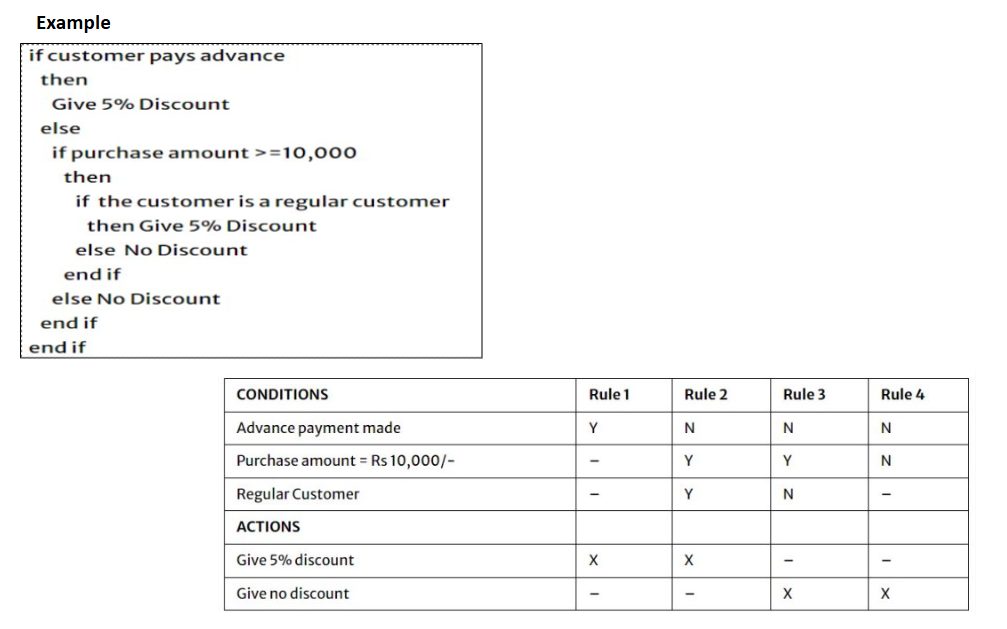 Example
if customer pays advance
then
Give 5% Discount
else
if purchase amount >=10,000
then
if the customer is a regular customer
then Give 5% Discount
else No Discount
end if
else No Discount
end if
end if
CONDITIONS Rule 1 Rule 2 Rule 3 Rule 4
Advance payment made Y N N N
Purchase amount = Rs 10,000/- – Y Y N
Regular Customer – Y N –
ACTIONS
Give 5% discount X X – –
Give no discount – – X X